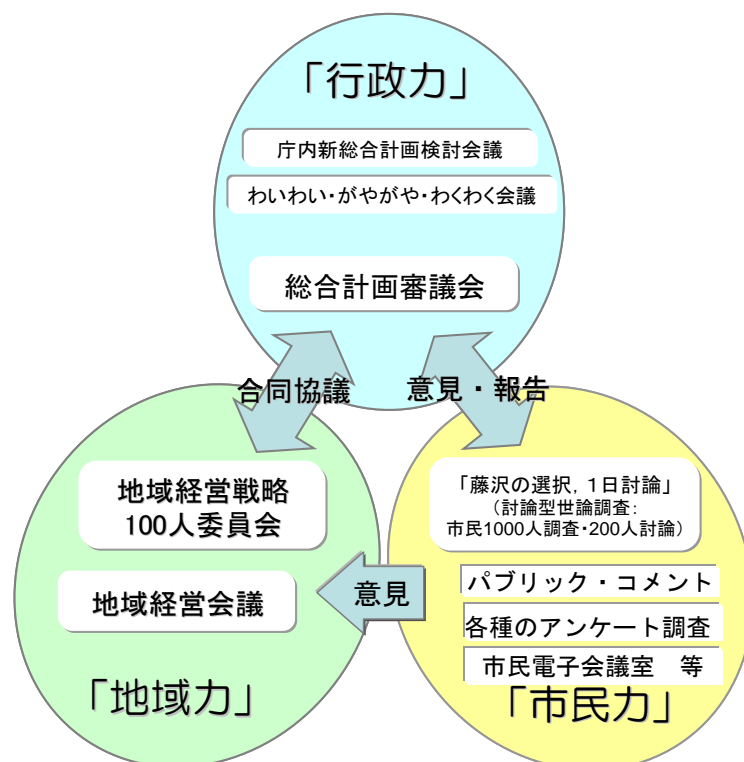 「行政力」
庁内新総合計画検討会議
わいわい・がやがや・わくわく会議
総合計画審議会
合同協議
意見・報告
地域経営戦略
100人委員会
地域経営会議
「地域力」
意見
「藤沢の選択，１日討論」
（討論型世論調査：
市民1000人調査・200人討論）
パブリック・コメント
各種のアンケート調査
市民電子会議室　等
「市民力」